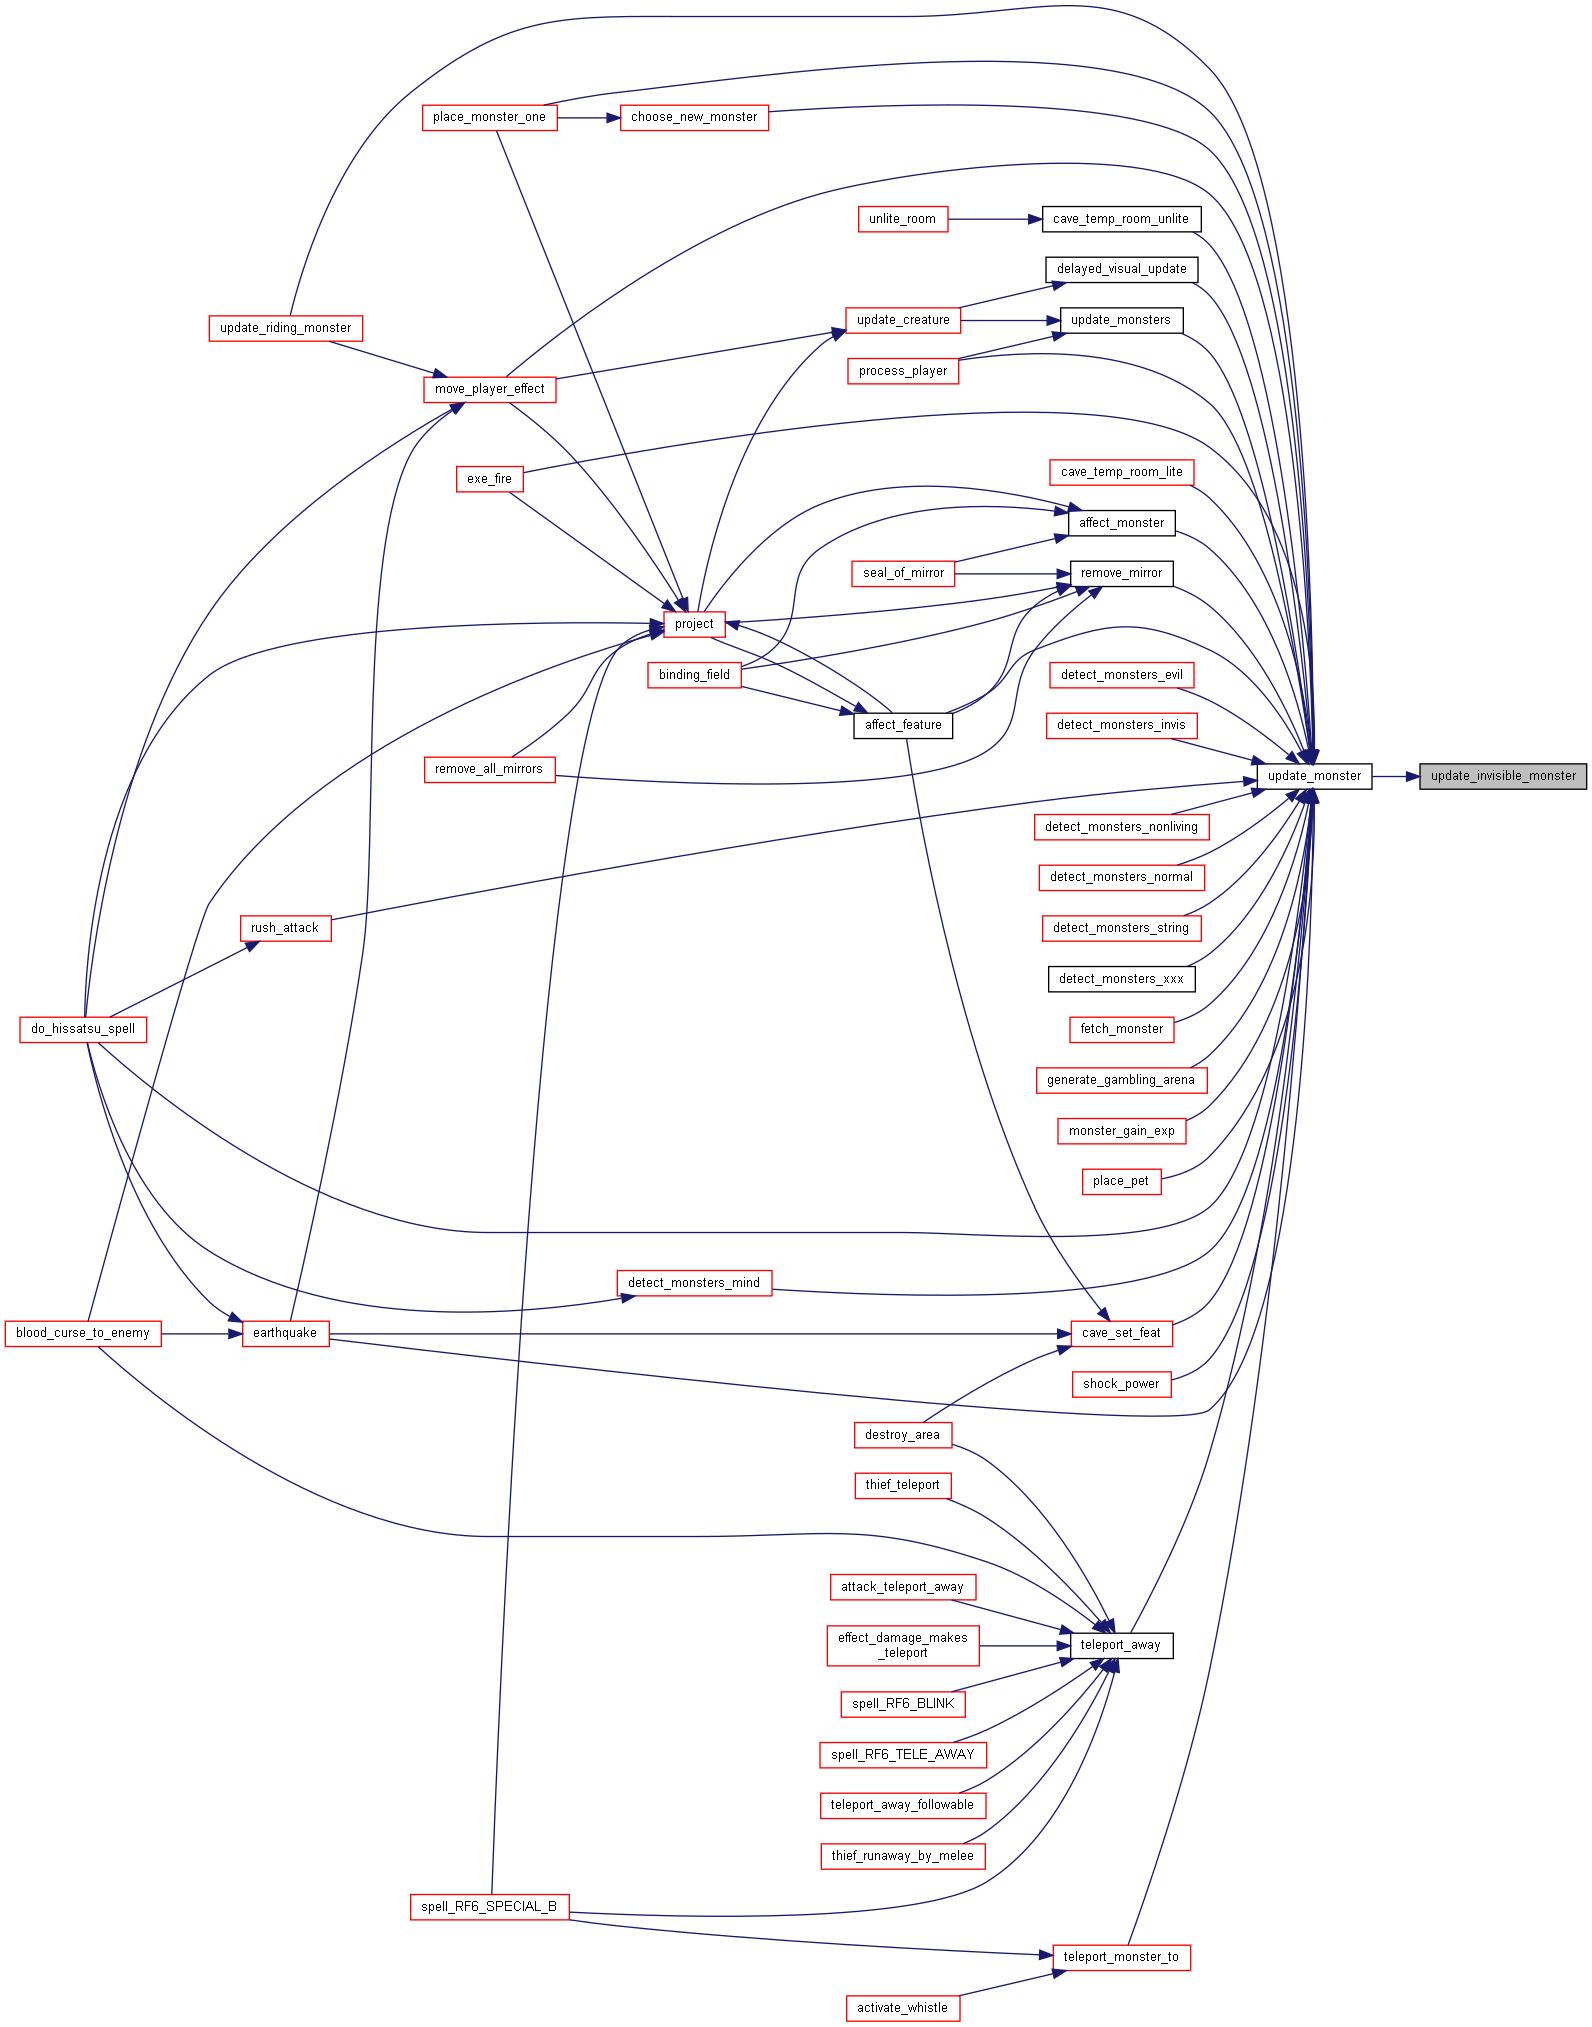 place_monster_one
choose_new_monster
unlite_room
cave_temp_room_unlite
delayed_visual_update
update_riding_monster
update_creature
update_monsters
process_player
move_player_effect
exe_fire
cave_temp_room_lite
affect_monster
seal_of_mirror
remove_mirror
project
binding_field
detect_monsters_evil
affect_feature
detect_monsters_invis
remove_all_mirrors
update_monster
update_invisible_monster
detect_monsters_nonliving
detect_monsters_normal
rush_attack
detect_monsters_string
detect_monsters_xxx
do_hissatsu_spell
fetch_monster
generate_gambling_arena
monster_gain_exp
place_pet
detect_monsters_mind
blood_curse_to_enemy
earthquake
cave_set_feat
shock_power
destroy_area
thief_teleport
attack_teleport_away
effect_damage_makes
_teleport
teleport_away
spell_RF6_BLINK
spell_RF6_TELE_AWAY
teleport_away_followable
thief_runaway_by_melee
spell_RF6_SPECIAL_B
teleport_monster_to
activate_whistle